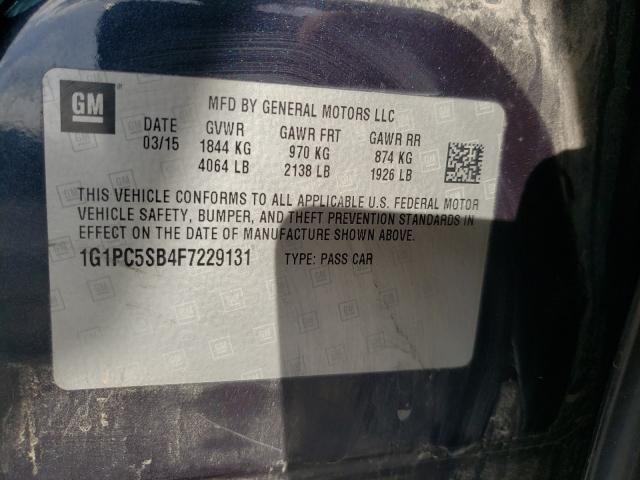 GM
MFD BY GENERAL MOTORS LLC
DATE GVWR GAWR FRT GAWR RR
03/15 1844 KG 970 KG 874 KG
4064 LB 2138 LB 1926 LB
THIS VEHICLE CONFORMS TO ALL APPLICABLE U.S. FEDERAL MOTOR
VEHICLE SAFETY, BUMPER, AND THEFT PREVENTION STANDARDS IN
EFFECT ON THE DATE OF MANUFACTURE SHOWN ABOVE.
1G1PC5SB4F7229131 TYPE: PASS CAR